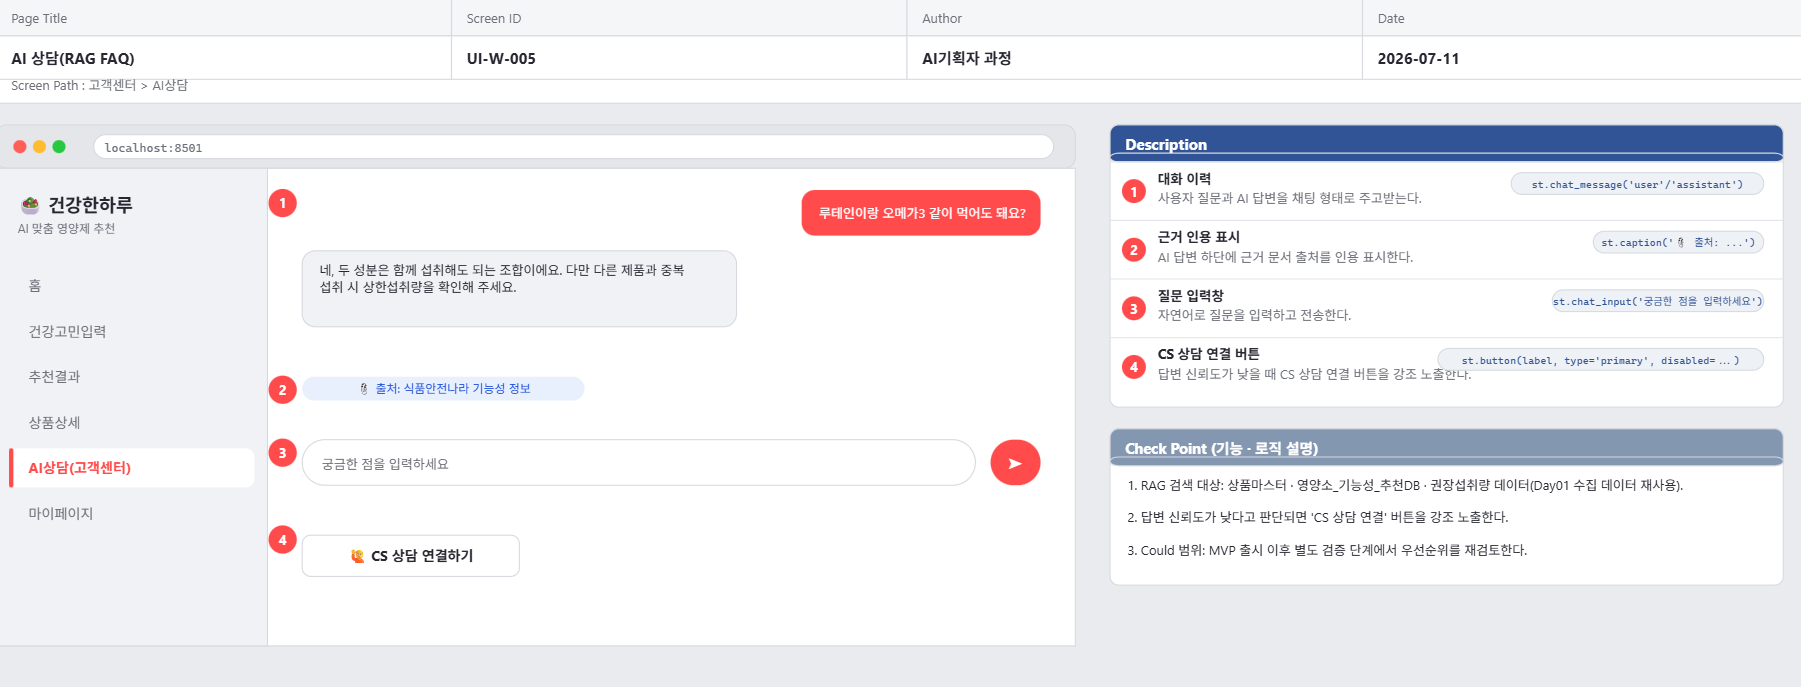 Page Title
Screen ID
Author
Date
AI 상담(RAG FAQ)
UI-W-005
AI기획자 과정
2026-07-11
Screen Path : 고객센터 > AI상담
localhost:8501
건강한하루
AI 맞춤 영양제 추천
홈
건강고민입력
추천결과
상품상세
AI상담(고객센터)
마이페이지
1
루테인이랑 오메가3 같이 먹어도 돼요?
네, 두 성분은 함께 섭취해도 되는 조합이에요. 다만 다른 제품과 중복
섭취 시 상한섭취량을 확인해 주세요.
2
출처: 식품안전나라 기능성 정보
3
궁금한 점을 입력하세요
4
CS 상담 연결하기
Description
1
대화 이력
st.chat_message('user'/'assistant')
사용자 질문과 AI 답변을 채팅 형태로 주고받는다.
2
근거 인용 표시
st.caption('📎 출처: ...')
AI 답변 하단에 근거 문서 출처를 인용 표시한다.
3
질문 입력창
st.chat_input('궁금한 점을 입력하세요')
자연어로 질문을 입력하고 전송한다.
4
CS 상담 연결 버튼
st.button(label, type='primary', disabled=...)
답변 신뢰도가 낮을 때 CS 상담 연결 버튼을 강조 노출한다.
Check Point (기능 · 로직 설명)
1. RAG 검색 대상: 상품마스터 · 영양소_기능성_추천DB · 권장섭취량 데이터(Day01 수집 데이터 재사용).
2. 답변 신뢰도가 낮다고 판단되면 'CS 상담 연결' 버튼을 강조 노출한다.
3. Could 범위: MVP 출시 이후 별도 검증 단계에서 우선순위를 재검토한다.